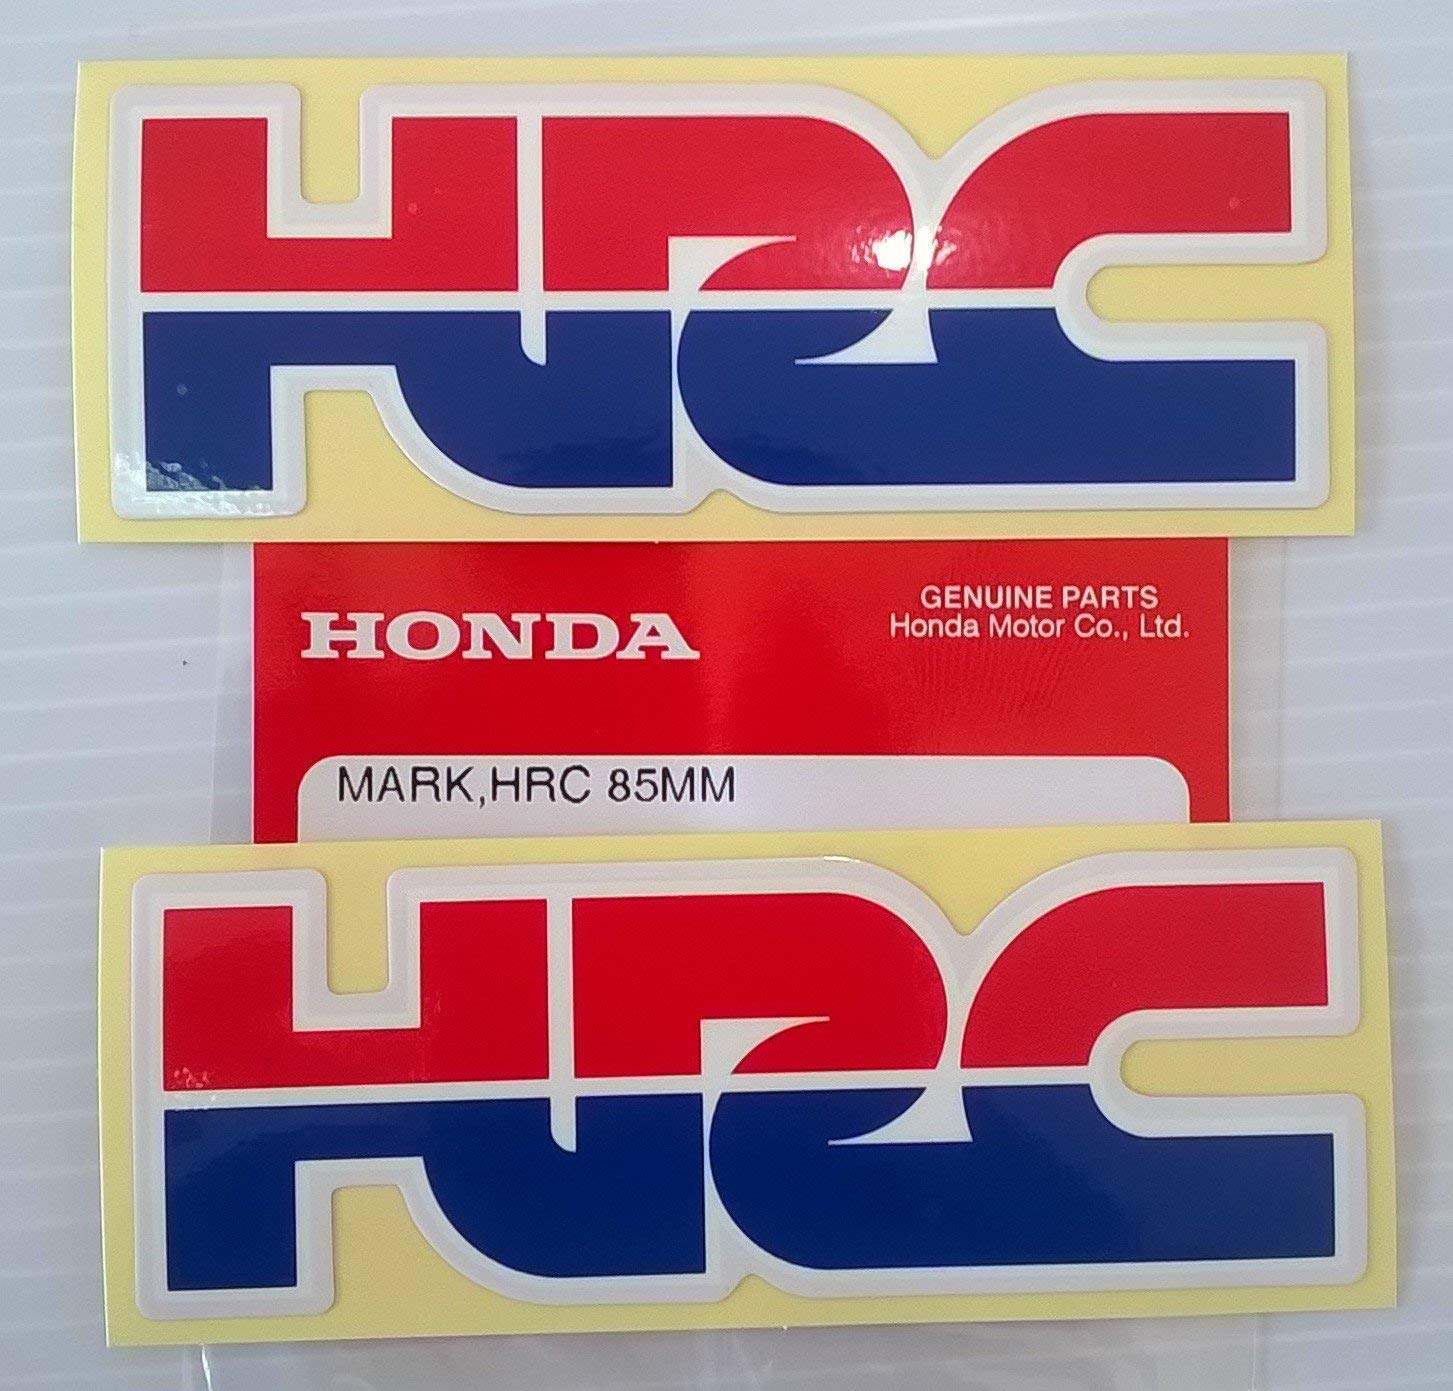 HRC
HONDA
GENUINE PARTS
Honda Motor Co., Ltd.
MARK,HRC 85MM
HRC